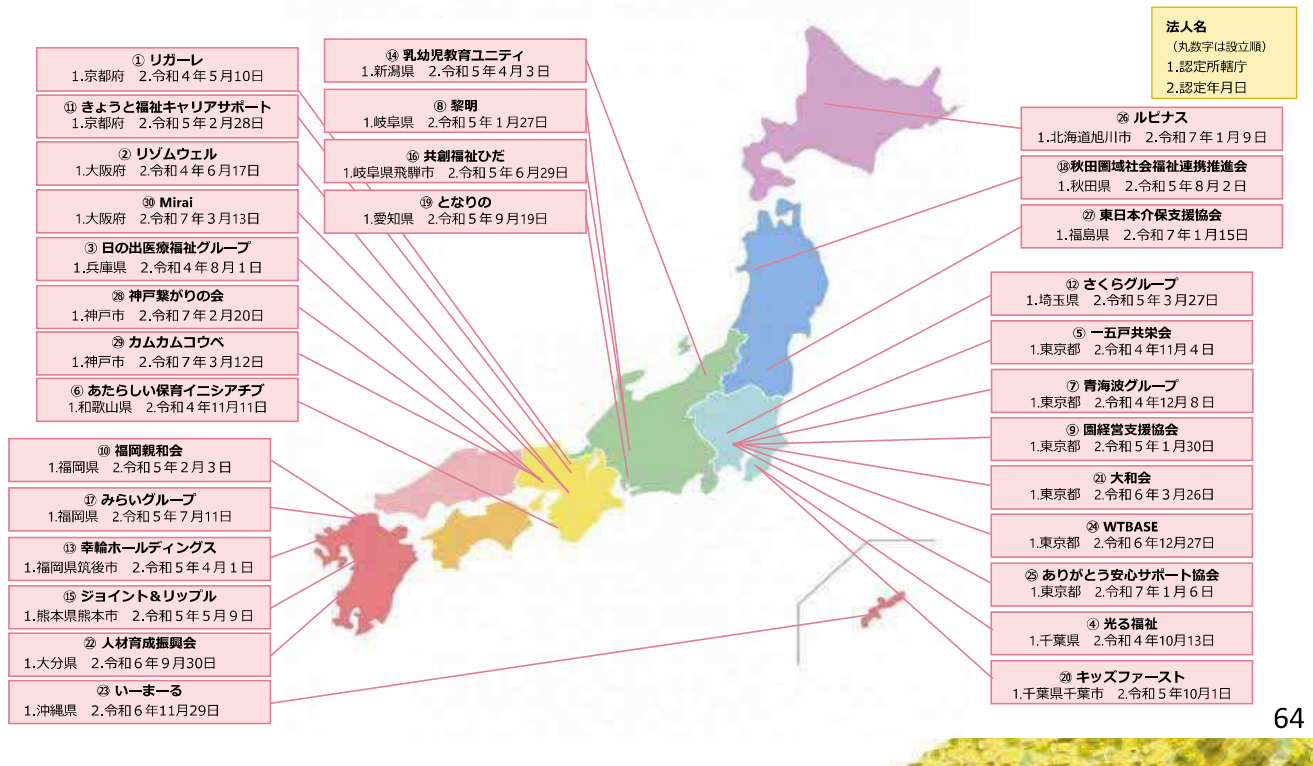 法人名
（丸数字は設立順）
1.認定所轄庁
2.認定年月日
① リガーレ
1.京都府　2.令和４年５月10日
⑪ きょうと福祉キャリアサポート
1.京都府　2.令和５年２月28日
② リゾムウェル
1.大阪府　2.令和４年６月17日
㉚ Mirai
1.大阪府　2.令和７年３月13日
③ 日の出医療福祉グループ
1.兵庫県　2.令和４年８月１日
㉘ 神戸繋がりの会
1.神戸市　2.令和７年２月20日
㉙ カムカムコウベ
1.神戸市　2.令和７年３月12日
⑥ あたらしい保育イニシアチブ
1.和歌山県　2.令和４年11月11日
⑩ 福岡親和会
1.福岡県　2.令和５年２月３日
⑰ みらいグループ
1.福岡県　2.令和５年７月11日
⑬ 幸輪ホールディングス
1.福岡県筑後市　2.令和５年４月１日
⑮ ジョイント＆リップル
1.熊本県熊本市　2.令和５年５月９日
㉒ 人材育成振興会
1.大分県　2.令和６年９月30日
㉓ いーまーる
1.沖縄県　2.令和６年11月29日
⑭ 乳幼児教育ユニティ
1.新潟県　2.令和５年４月３日
⑧ 黎明
1.岐阜県　2.令和５年１月27日
⑯ 共創福祉ひだ
1.岐阜県飛騨市　2.令和５年６月29日
⑲ となりの
1.愛知県　2.令和５年９月19日
㉖ ルピナス
1.北海道旭川市　2.令和７年１月９日
⑱秋田圏域社会福祉連携推進会
1.秋田県　2.令和５年８月２日
㉗ 東日本介保支援協会
1.福島県　2.令和７年１月15日
⑫ さくらグループ
1.埼玉県　2.令和５年３月27日
⑤ 一五戸共栄会
1.東京都　2.令和４年11月４日
⑦ 青海波グループ
1.東京都　2.令和４年12月８日
⑨ 園経営支援協会
1.東京都　2.令和５年１月30日
㉑ 大和会
1.東京都　2.令和６年３月26日
㉔ WTBASE
1.東京都　2.令和６年12月27日
㉕ ありがとう安心サポート協会
1.東京都　2.令和７年１月６日
④ 光る福祉
1.千葉県　2.令和４年10月13日
⑳ キッズファースト
1.千葉県千葉市　2.令和５年10月1日
64